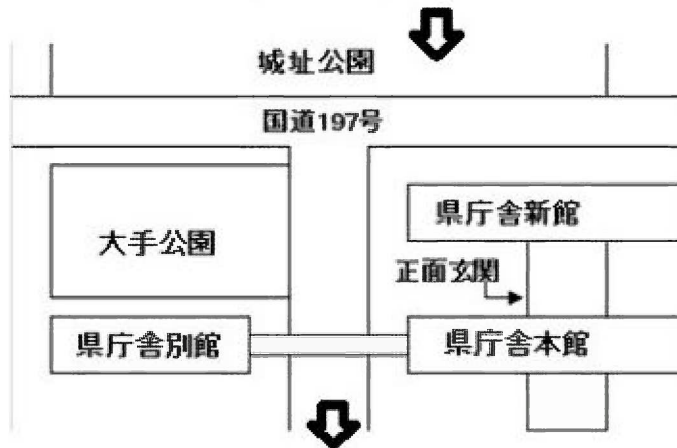 城址公園
国道197号
県庁舎新館
大手公園
正面玄関
県庁舎別館
県庁舎本館